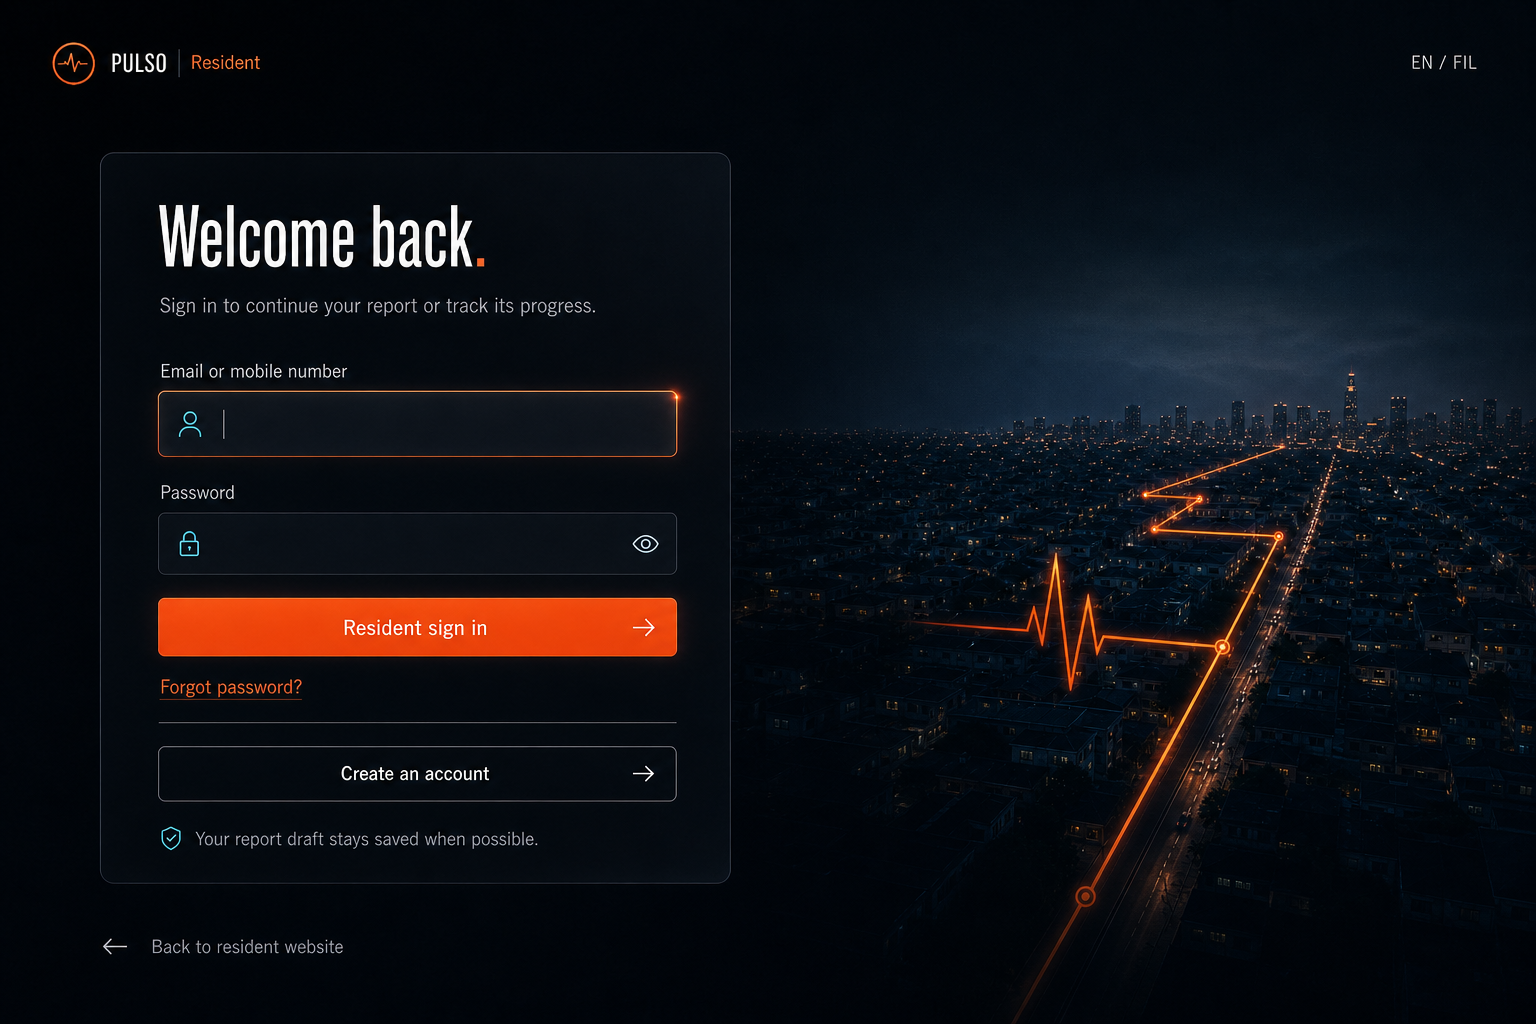 PULSO | Resident
EN / FIL
Welcome back.
Sign in to continue your report or track its progress.
Email or mobile number
Password
Resident sign in
Forgot password?
Create an account
Your report draft stays saved when possible.
Back to resident website